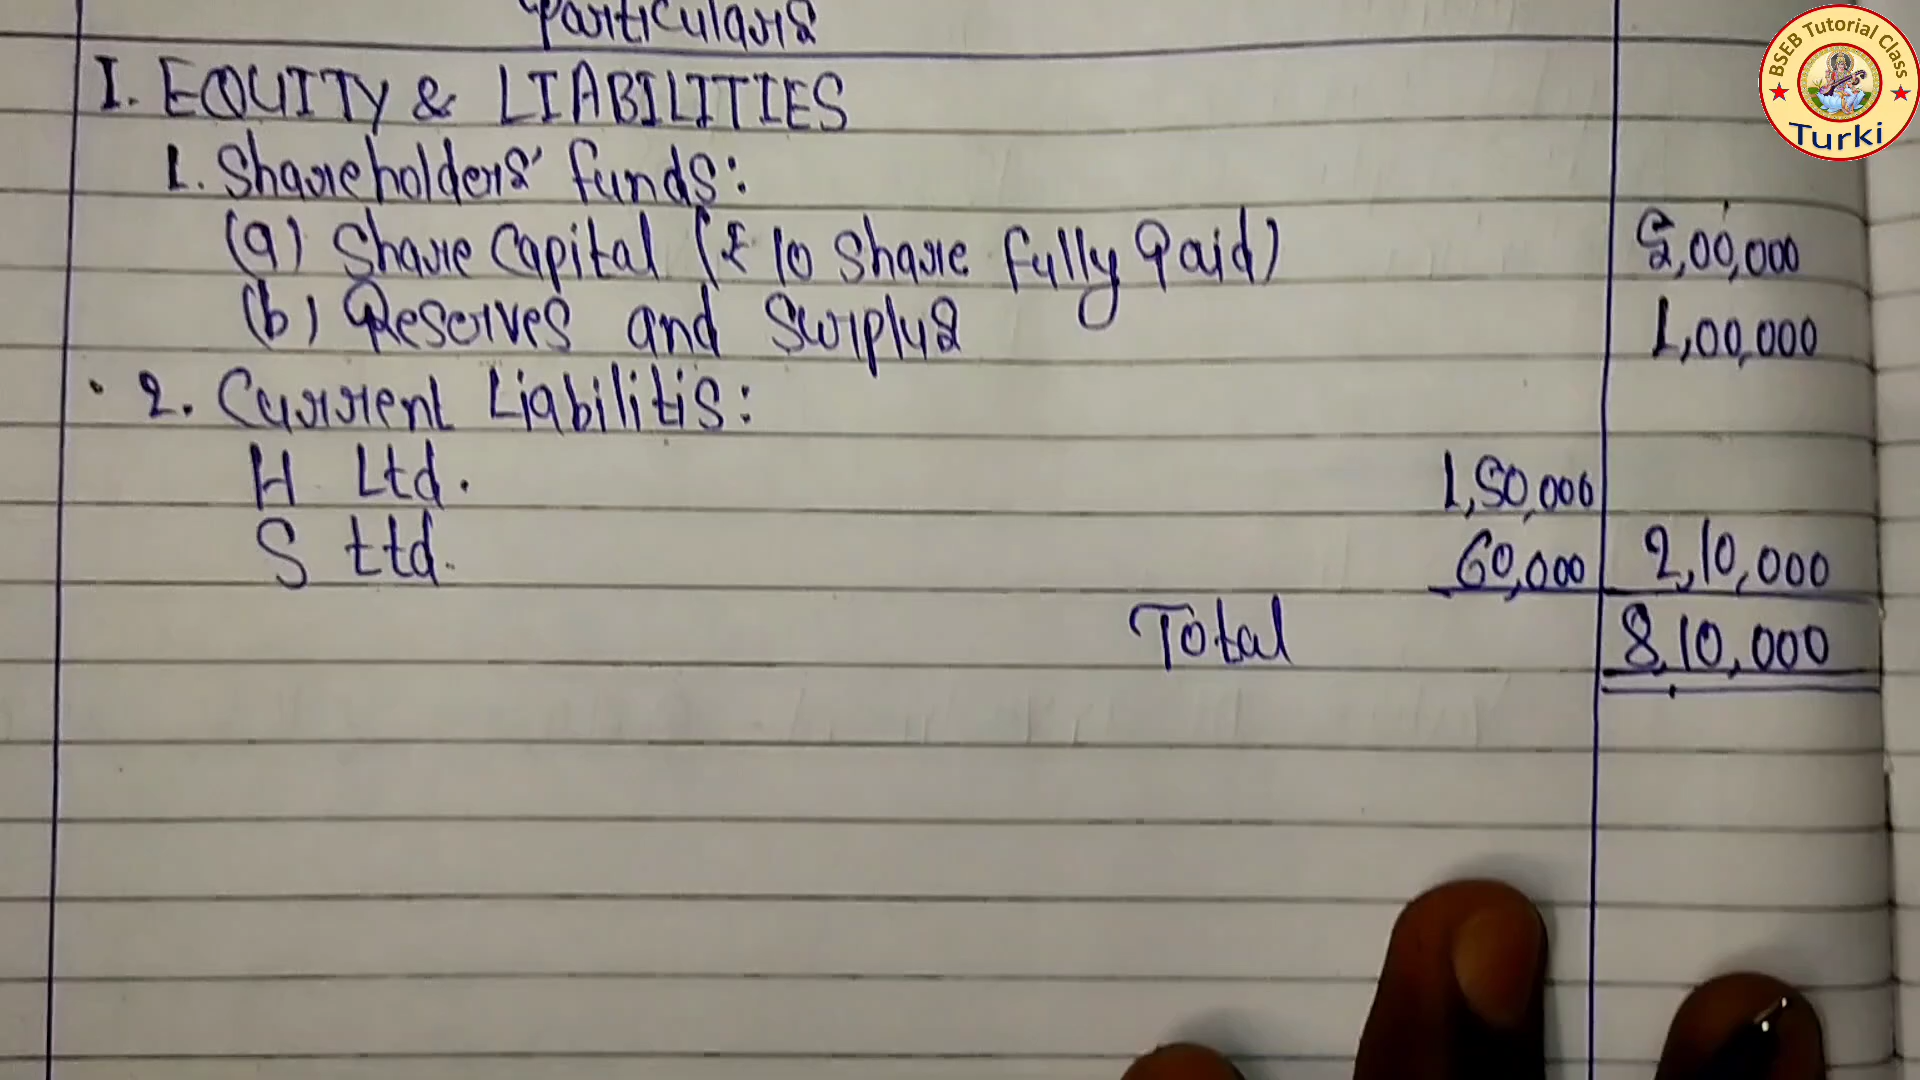 Particulars
I. EQUITY & LIABILITIES
1. Shareholders' funds:
(a) Share Capital (₹ 10 Share Fully Paid) 5,00,000
(b) Reserves and Surplus 1,00,000
2. Current Liabilitis:
H Ltd. 1,50,000
S Ltd. 60,000 2,10,000
Total 8,10,000
BSEB Tutorial Class
Turki